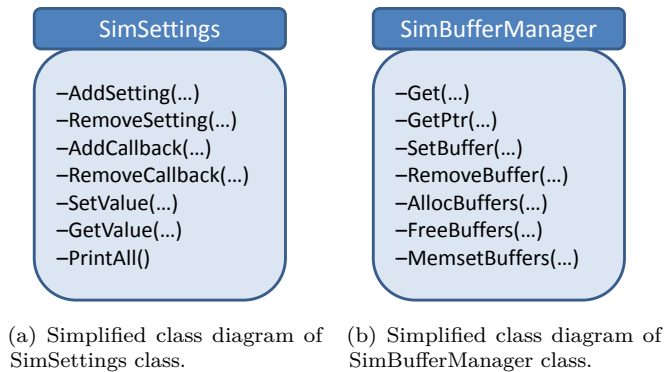 SimSettings
–AddSetting(...)
–RemoveSetting(...)
–AddCallback(...)
–RemoveCallback(...)
–SetValue(...)
–GetValue(...)
–PrintAll()
SimBufferManager
–Get(...)
–GetPtr(...)
–SetBuffer(...)
–RemoveBuffer(...)
–AllocBuffers(...)
–FreeBuffers(...)
–MemsetBuffers(...)
(a) Simplified class diagram of
SimSettings class.
(b) Simplified class diagram of
SimBufferManager class.